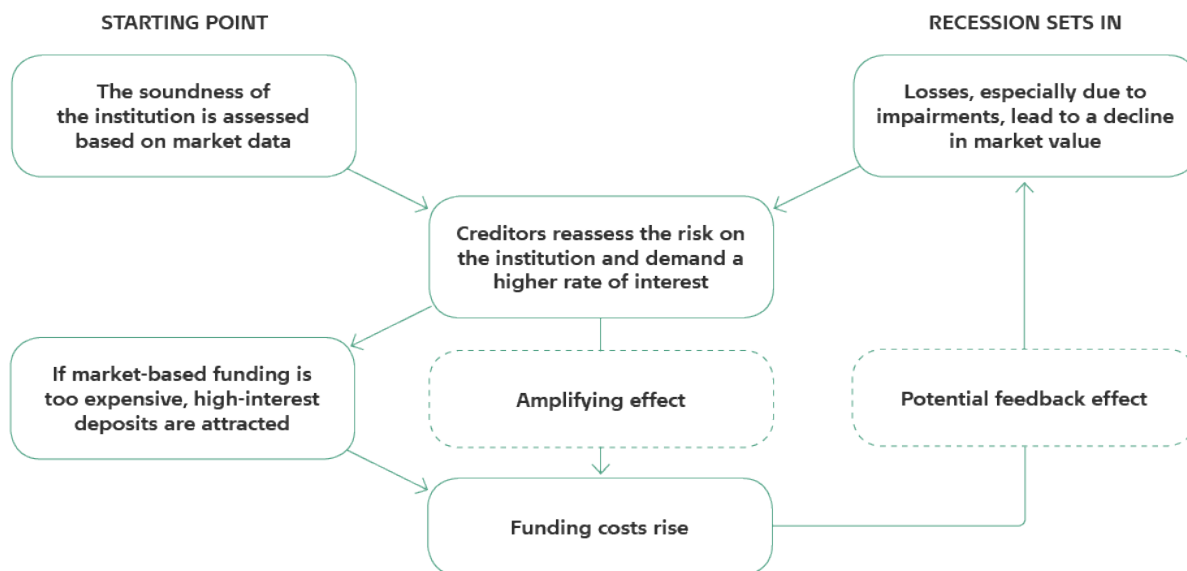 STARTING POINT
RECESSION SETS IN
The soundness of
the institution is assessed
based on market data
Losses, especially due to
impairments, lead to a decline
in market value
Creditors reassess the risk on
the institution and demand a
higher rate of interest
If market-based funding is
too expensive, high-interest
deposits are attracted
Amplifying effect
Potential feedback effect
Funding costs rise